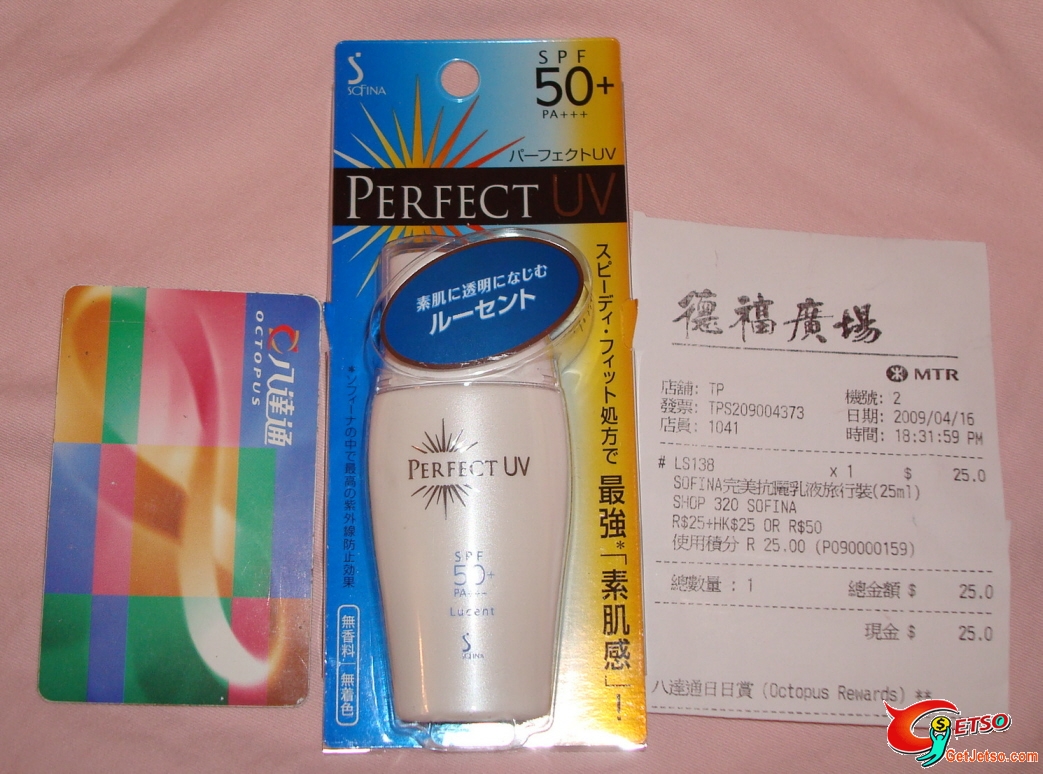 八達通
OCTOPUS
SOFINA
SPF
50+
PA+++
パーフェクトUV
PERFECT UV
素肌に透明になじむ
ルーセント
スピーディ・フィット処方で 最強*「素肌感」!
*ソフィーナの中で最高の紫外線防止効果
無香料 無着色
PERFECT UV
SPF
50+
PA+++
Lucent
SOFINA
德福廣場
MTR
店舖: TP 機號: 2
發票: TPS209004373 日期: 2009/04/16
店員: 1041 時間: 18:31:59 PM
# LS138 x 1 $ 25.0
SOFINA完美抗曬乳液旅行裝(25ml)
SHOP 320 SOFINA
R$25+HK$25 OR R$50
使用積分 R 25.00 (P090000159)
總數量 : 1 總金額 $ 25.0
現金 $ 25.0
八達通日日賞 (Octopus Rewards) **
GETSO
GetJetso.com